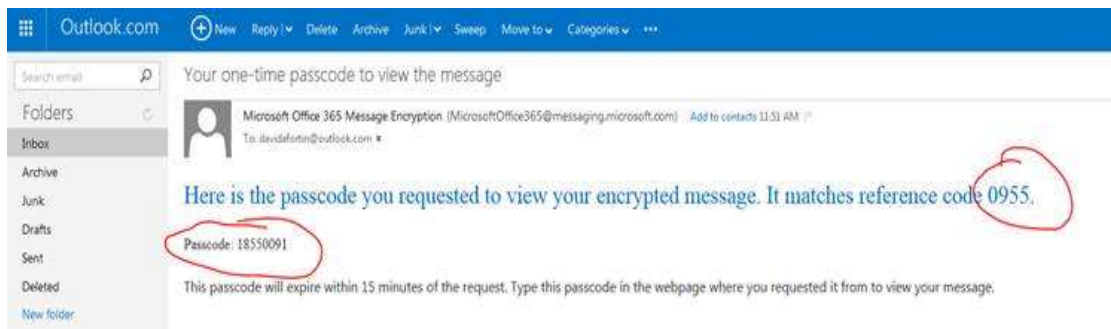 Outlook.com
New Reply Delete Archive Junk Sweep Move to Categories ...
Search email
Your one-time passcode to view the message
Folders
Microsoft Office 365 Message Encryption (MicrosoftOffice365@messaging.microsoft.com) Add to contacts 11:51 AM
To: davidafortin@outlook.com
Inbox
Archive
Here is the passcode you requested to view your encrypted message. It matches reference code 0955.
Junk
Drafts
Passcode: 18550091
Sent
Deleted
This passcode will expire within 15 minutes of the request. Type this passcode in the webpage where you requested it from to view your message.
New folder